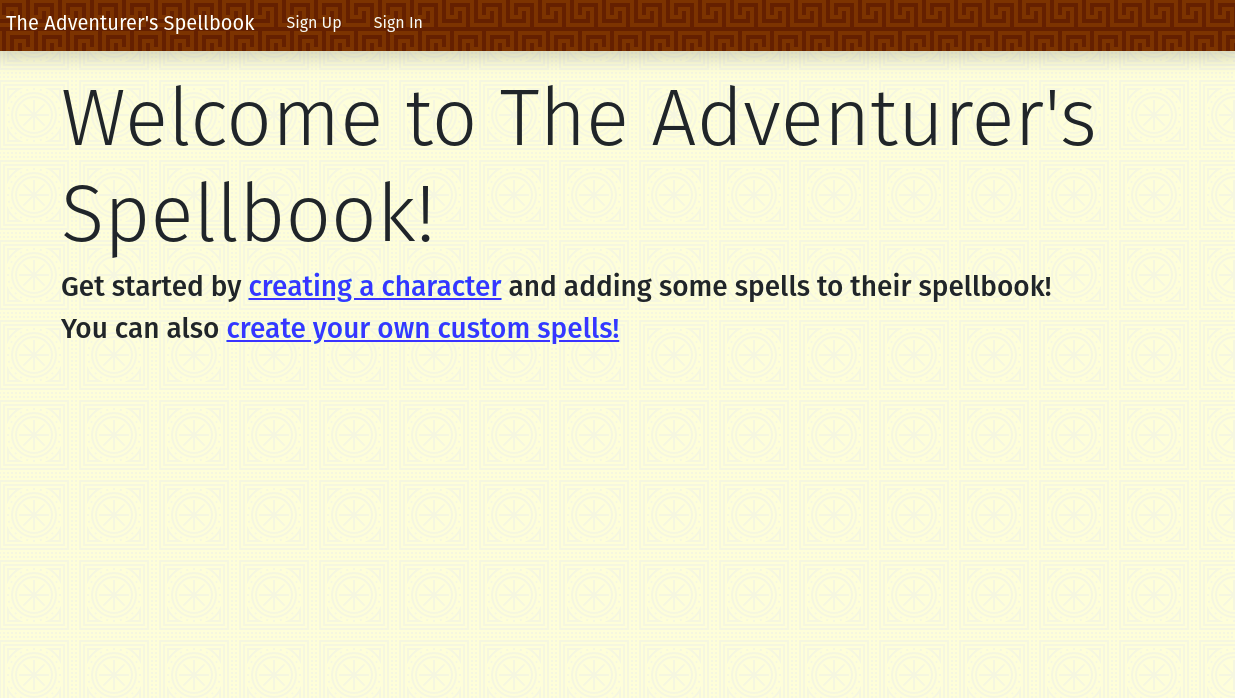 The Adventurer's Spellbook Sign Up Sign In
Welcome to The Adventurer's
Spellbook!
Get started by creating a character and adding some spells to their spellbook!
You can also create your own custom spells!